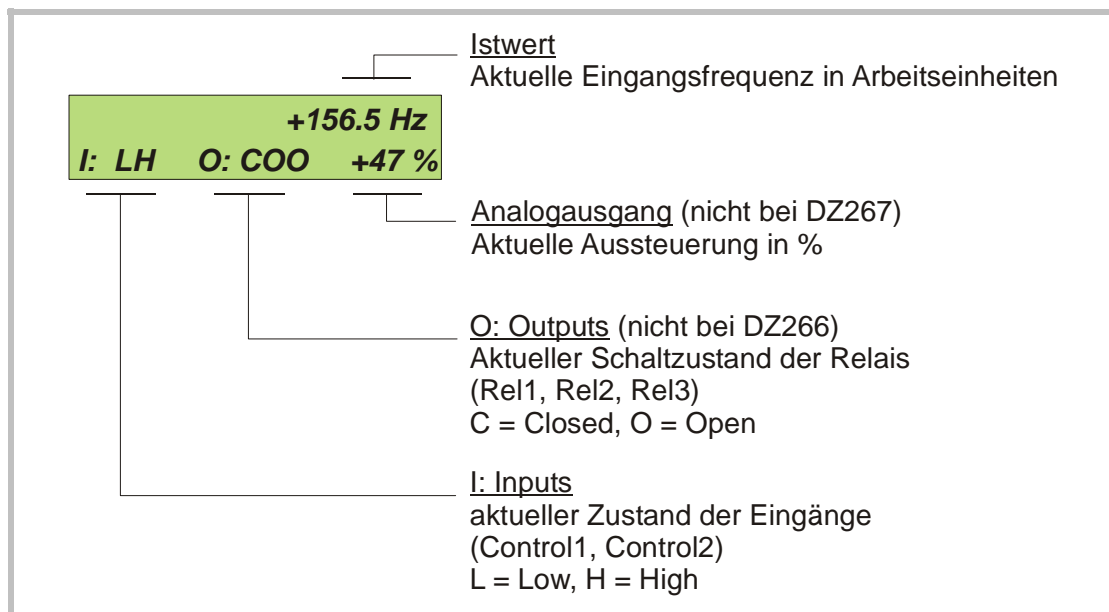 Istwert
Aktuelle Eingangsfrequenz in Arbeitseinheiten
+156.5 Hz
I: LH O: COO +47 %
Analogausgang (nicht bei DZ267)
Aktuelle Aussteuerung in %
O: Outputs (nicht bei DZ266)
Aktueller Schaltzustand der Relais
(Rel1, Rel2, Rel3)
C = Closed, O = Open
I: Inputs
aktueller Zustand der Eingänge
(Control1, Control2)
L = Low, H = High